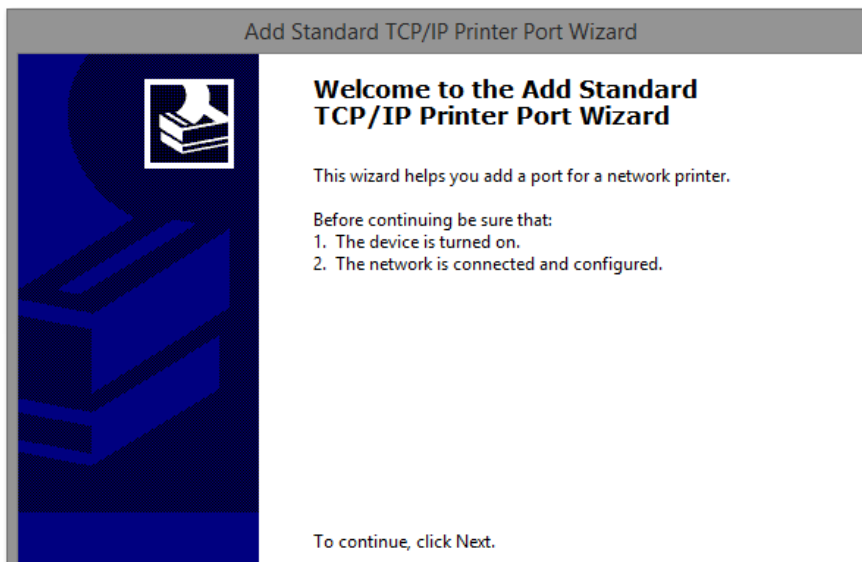 Add Standard TCP/IP Printer Port Wizard
Welcome to the Add Standard
TCP/IP Printer Port Wizard
This wizard helps you add a port for a network printer.
Before continuing be sure that:
1. The device is turned on.
2. The network is connected and configured.
To continue, click Next.